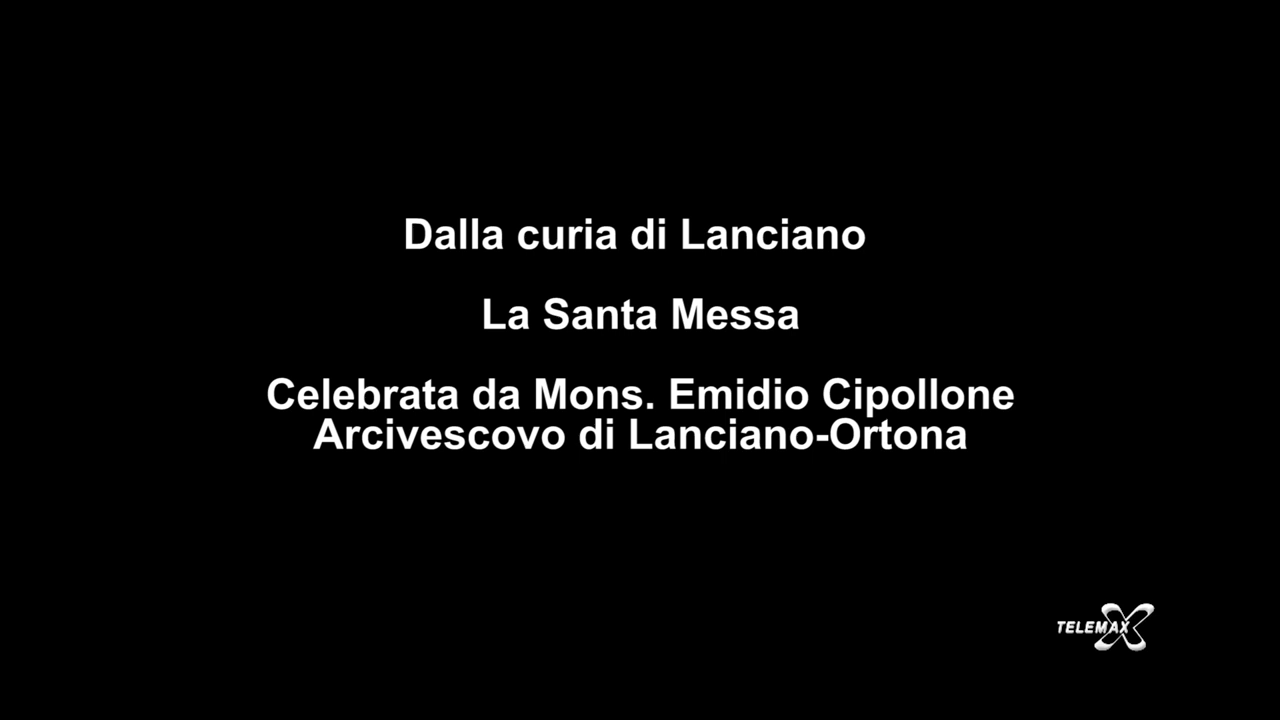 Dalla curia di Lanciano
La Santa Messa
Celebrata da Mons. Emidio Cipollone
Arcivescovo di Lanciano-Ortona
TELEMAX